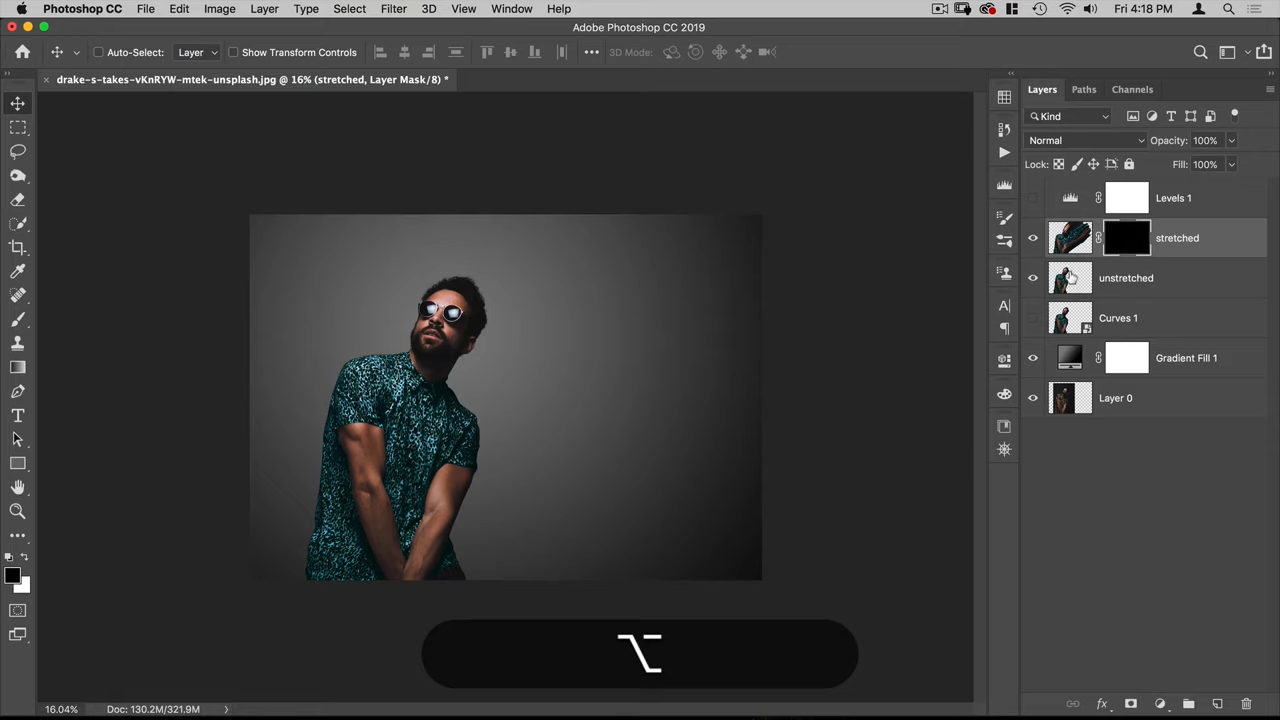 Photoshop CC File Edit Image Layer Type Select Filter 3D View Window Help Fri 4:18 PM
Adobe Photoshop CC 2019
Auto-Select: Layer Show Transform Controls 3D Mode:
drake-s-takes-vKnRYW-mtek-unsplash.jpg @ 16% (stretched, Layer Mask/8) *
Layers Paths Channels
Kind
Normal Opacity: 100%
Lock: Fill: 100%
Levels 1
stretched
unstretched
Curves 1
Gradient Fill 1
Layer 0
⌥
16.04% Doc: 130.2M/321.9M